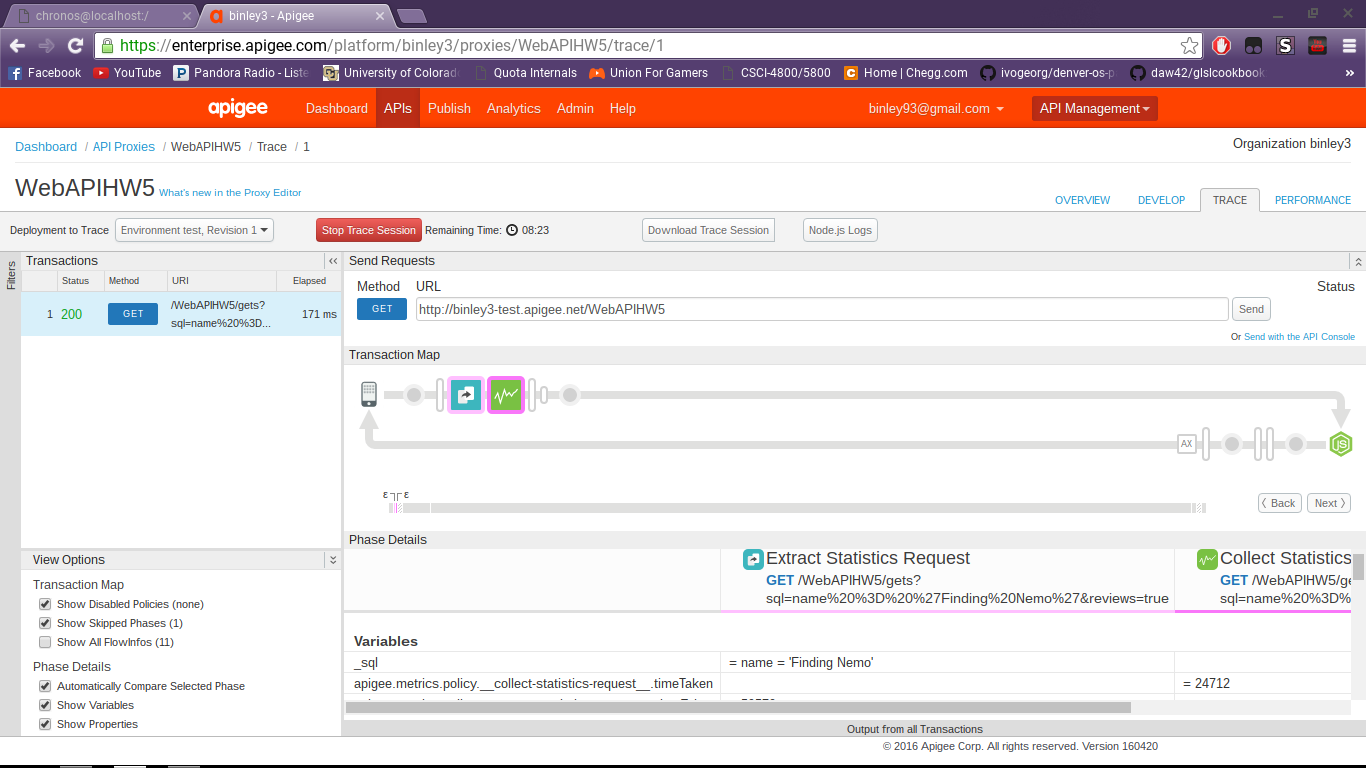 chronos@localhost:/
binley3 - Apigee
https://enterprise.apigee.com/platform/binley3/proxies/WebAPIHW5/trace/1
Facebook YouTube Pandora Radio - Liste University of Colorad Quota Internals Union For Gamers CSCI-4800/5800 Home | Chegg.com ivogeorg/denver-os-p daw42/glslcookbook »
apigee Dashboard APIs Publish Analytics Admin Help binley93@gmail.com API Management
Dashboard / API Proxies / WebAPIHW5 / Trace / 1
Organization binley3
WebAPIHW5 What's new in the Proxy Editor
OVERVIEW DEVELOP TRACE PERFORMANCE
Deployment to Trace Environment test, Revision 1 Stop Trace Session Remaining Time: 08:23 Download Trace Session Node.js Logs
Filters
Transactions
Status Method URI Elapsed
1 200 GET /WebAPIHW5/gets?
sql=name%20%3D... 171 ms
Send Requests
Method URL Status
GET http://binley3-test.apigee.net/WebAPIHW5 Send
Or Send with the API Console
Transaction Map
AX
JS
ε ε
Back Next
View Options
Transaction Map
Show Disabled Policies (none)
Show Skipped Phases (1)
Show All FlowInfos (11)
Phase Details
Automatically Compare Selected Phase
Show Variables
Show Properties
Phase Details
Extract Statistics Request
GET /WebAPIHW5/gets?
sql=name%20%3D%20%27Finding%20Nemo%27&reviews=true
Collect Statistics
GET /WebAPIHW5/ge
sql=name%20%3D%
Variables
_sql = name = 'Finding Nemo'
apigee.metrics.policy.__collect-statistics-request__.timeTaken = 24712
Output from all Transactions
© 2016 Apigee Corp. All rights reserved. Version 160420